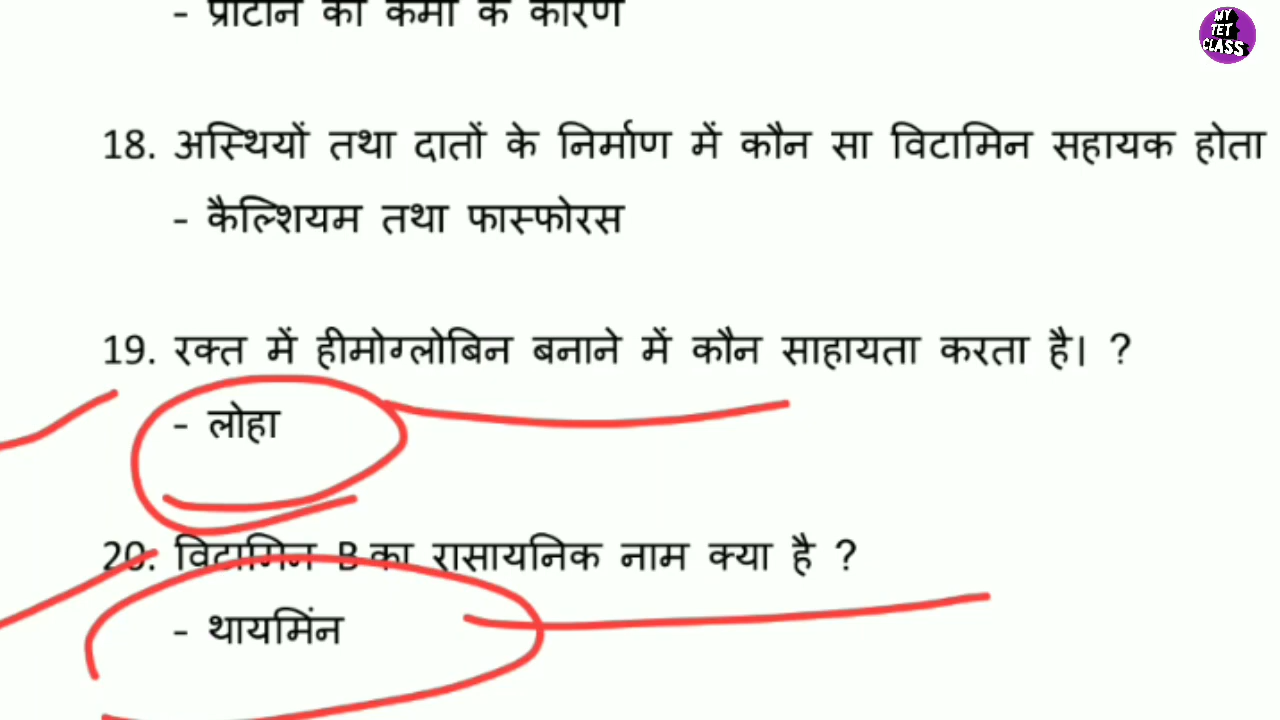 - प्रोटीन की कमी के कारण
MY
TET
CLASS
18. अस्थियों तथा दातों के निर्माण में कौन सा विटामिन सहायक होता
- कैल्शियम तथा फास्फोरस
19. रक्त में हीमोग्लोबिन बनाने में कौन साहायता करता है। ?
- लोहा
20. विटामिन B का रासायनिक नाम क्या है ?
- थायमिंन